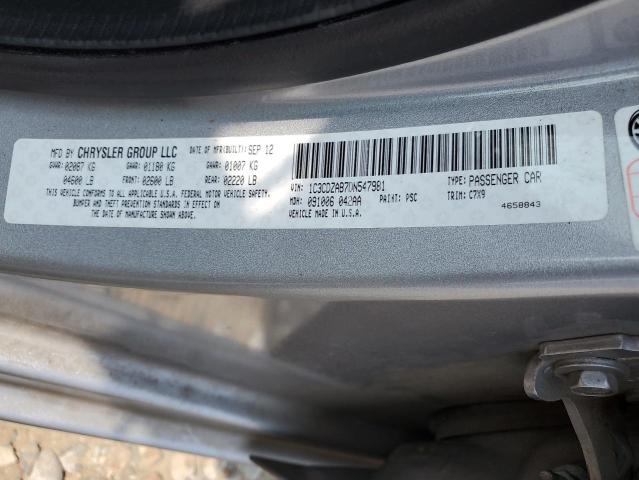 MFD BY CHRYSLER GROUP LLC DATE OF MFR(BUILT): SEP 12
GVWR: 02087 KG GAWR: 01180 KG GAWR: 01007 KG
04600 LB FRONT: 02600 LB REAR: 02220 LB
THIS VEHICLE CONFORMS TO ALL APPLICABLE U.S.A. FEDERAL MOTOR VEHICLE SAFETY,
BUMPER AND THEFT PREVENTION STANDARDS IN EFFECT ON
THE DATE OF MANUFACTURE SHOWN ABOVE.
VIN: 1C3CDZAB7DN547981 TYPE: PASSENGER CAR
MDH: 091006 042AA PAINT: PSC TRIM: C7X9
VEHICLE MADE IN U.S.A. 4658843